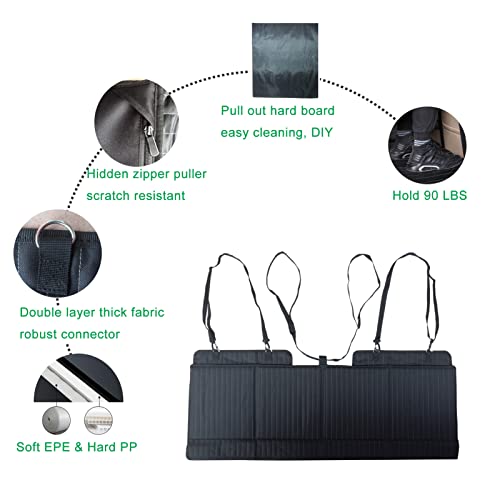 Pull out hard board
easy cleaning, DIY
Hidden zipper puller
scratch resistant
Hold 90 LBS
Double layer thick fabric
robust connector
Soft EPE & Hard PP